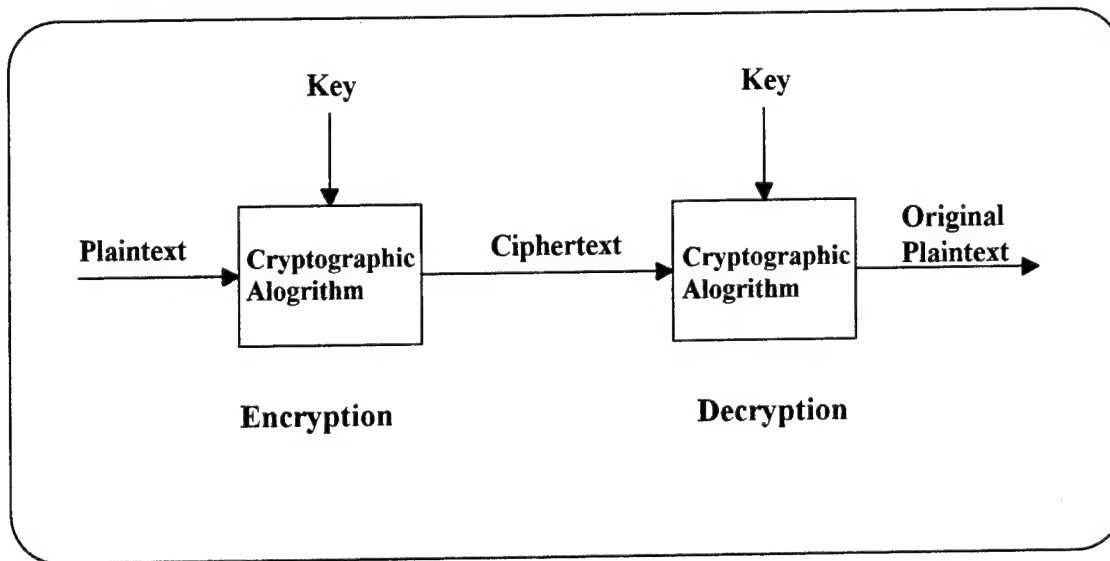 Key
Key
Plaintext
Cryptographic
Alogrithm
Ciphertext
Cryptographic
Alogrithm
Original
Plaintext
Encryption
Decryption